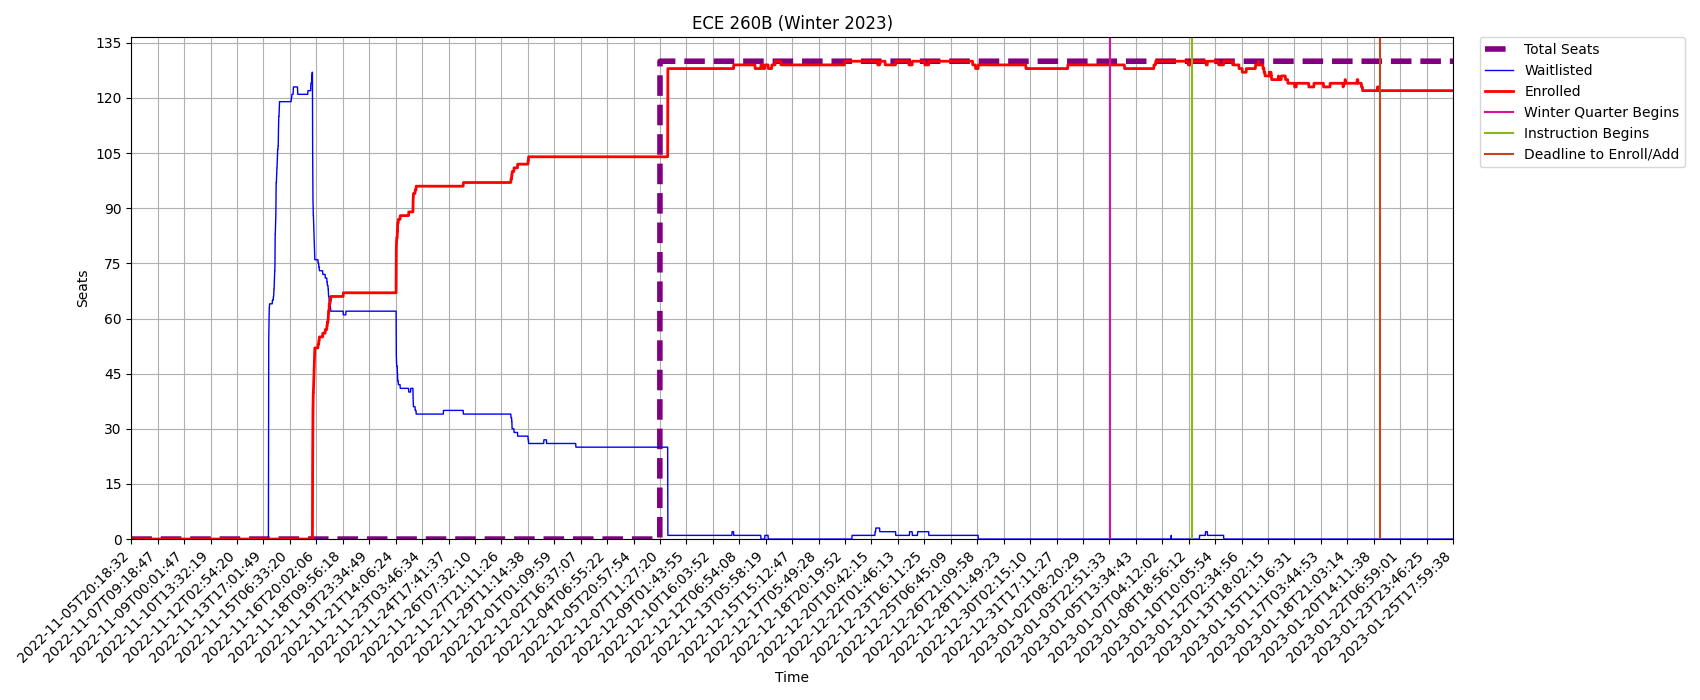 ECE 260B (Winter 2023)
Total Seats
Waitlisted
Enrolled
Winter Quarter Begins
Instruction Begins
Deadline to Enroll/Add
Seats
135
120
105
90
75
60
45
30
15
0
2022-11-05T20:18:32
2022-11-07T09:18:47
2022-11-09T00:01:47
2022-11-10T13:32:19
2022-11-12T02:54:20
2022-11-13T17:01:49
2022-11-15T06:33:20
2022-11-16T20:02:06
2022-11-18T09:56:18
2022-11-19T23:34:49
2022-11-21T14:06:24
2022-11-23T03:46:34
2022-11-24T17:41:37
2022-11-26T07:32:10
2022-11-27T21:11:26
2022-11-29T11:14:38
2022-12-01T01:09:59
2022-12-02T16:37:07
2022-12-04T06:55:22
2022-12-05T20:57:54
2022-12-07T11:27:20
2022-12-09T01:43:55
2022-12-10T16:03:52
2022-12-12T06:54:08
2022-12-13T05:58:19
2022-12-15T15:12:47
2022-12-17T05:49:28
2022-12-18T20:19:52
2022-12-20T10:42:15
2022-12-22T01:46:13
2022-12-23T16:11:25
2022-12-25T06:45:09
2022-12-26T21:09:58
2022-12-28T11:49:23
2022-12-30T02:15:10
2022-12-31T17:11:27
2023-01-02T08:20:29
2023-01-03T22:51:33
2023-01-05T13:34:43
2023-01-07T04:12:02
2023-01-08T18:56:12
2023-01-10T10:05:54
2023-01-12T02:34:56
2023-01-13T18:02:15
2023-01-15T11:16:31
2023-01-17T03:44:53
2023-01-18T21:03:14
2023-01-20T14:11:38
2023-01-22T06:59:01
2023-01-23T23:46:25
2023-01-25T17:59:38
Time